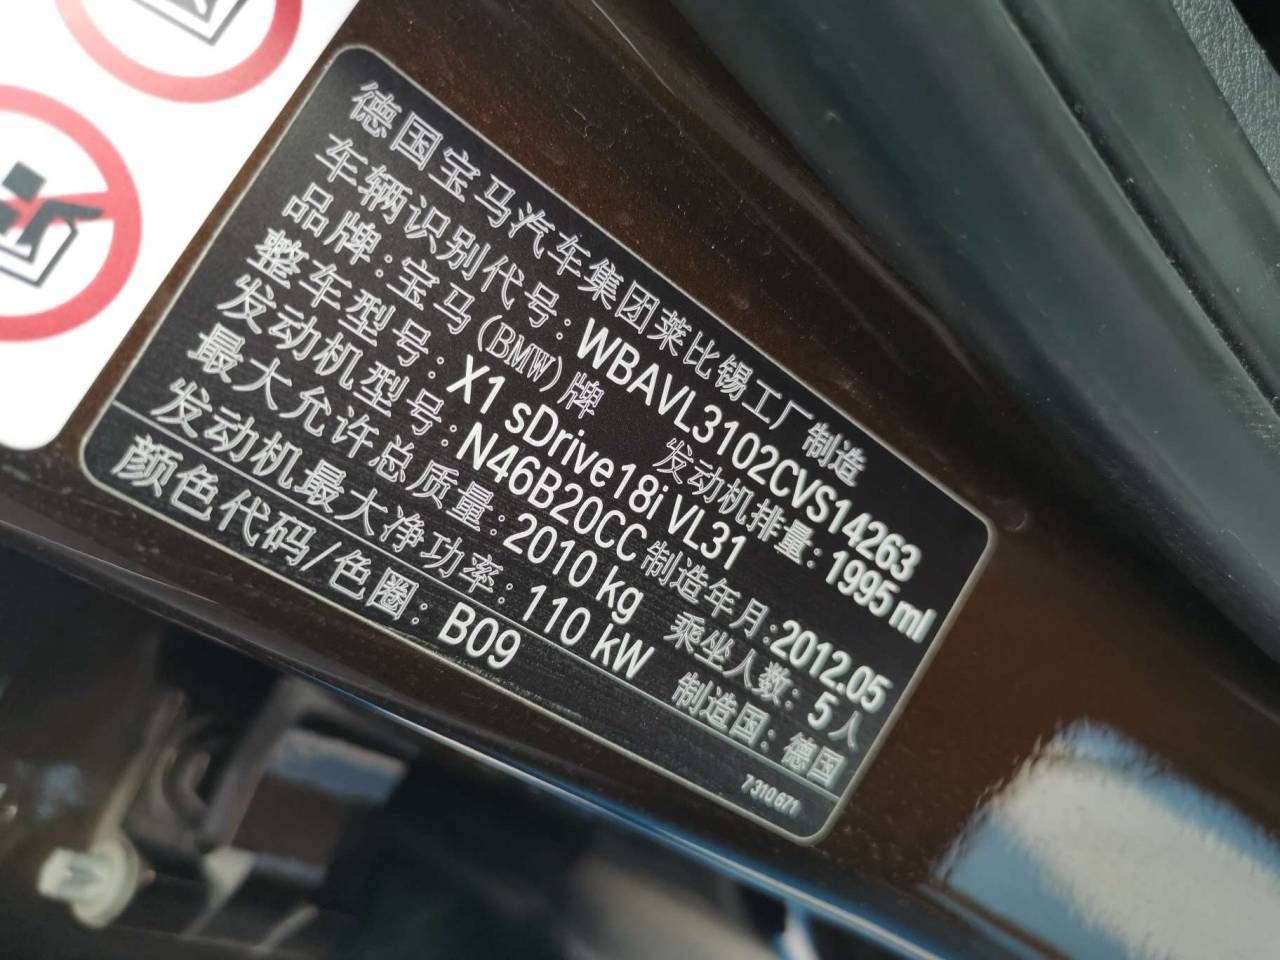 德国宝马汽车集团莱比锡工厂制造
车辆识别代号: WBAVL3102CVS14263
品牌: 宝马(BMW)牌 发动机排量: 1995 ml
整车型号: X1 sDrive18i VL31
发动机型号: N46B20CC 制造年月: 2012.05
最大允许总质量: 2010 kg 乘坐人数: 5人
发动机最大净功率: 110 kW 制造国: 德国
颜色代码/色圈: B09
7310671